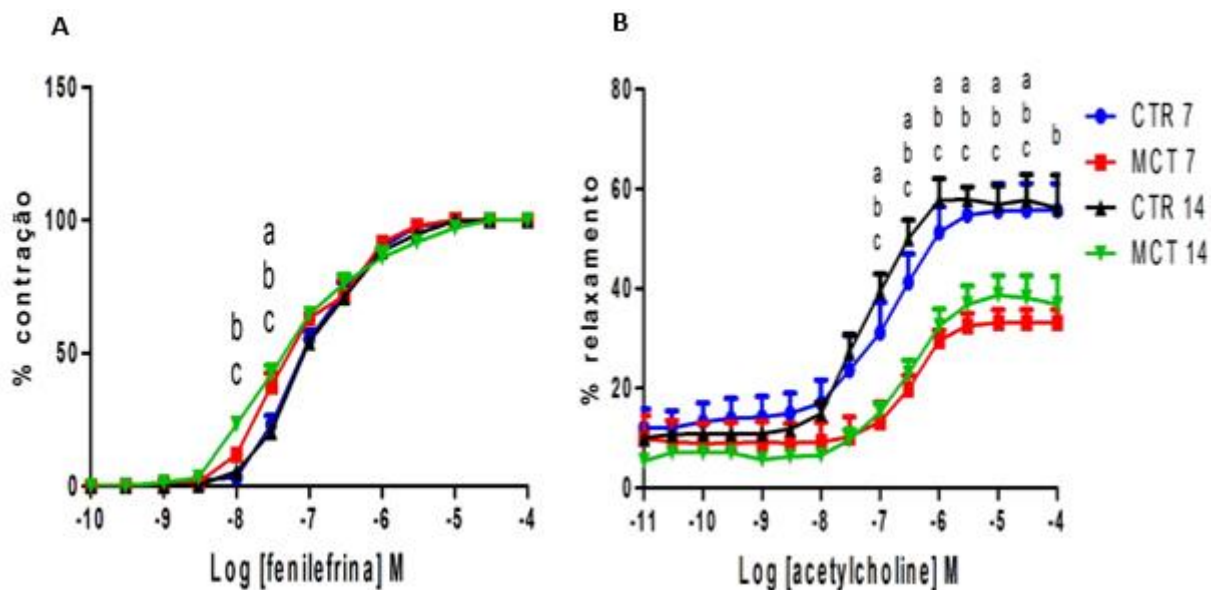 A
150
100
50
0
% contração
a
b
c
b
c
-10 -9 -8 -7 -6 -5 -4
Log [fenilefrina] M
B
80
60
40
20
0
% relaxamento
a
b
c
a
b
c
a
b
c
a
b
c
a
b
c
a
b
c
b
-11 -10 -9 -8 -7 -6 -5 -4
Log [acetylcholine] M
CTR 7
MCT 7
CTR 14
MCT 14